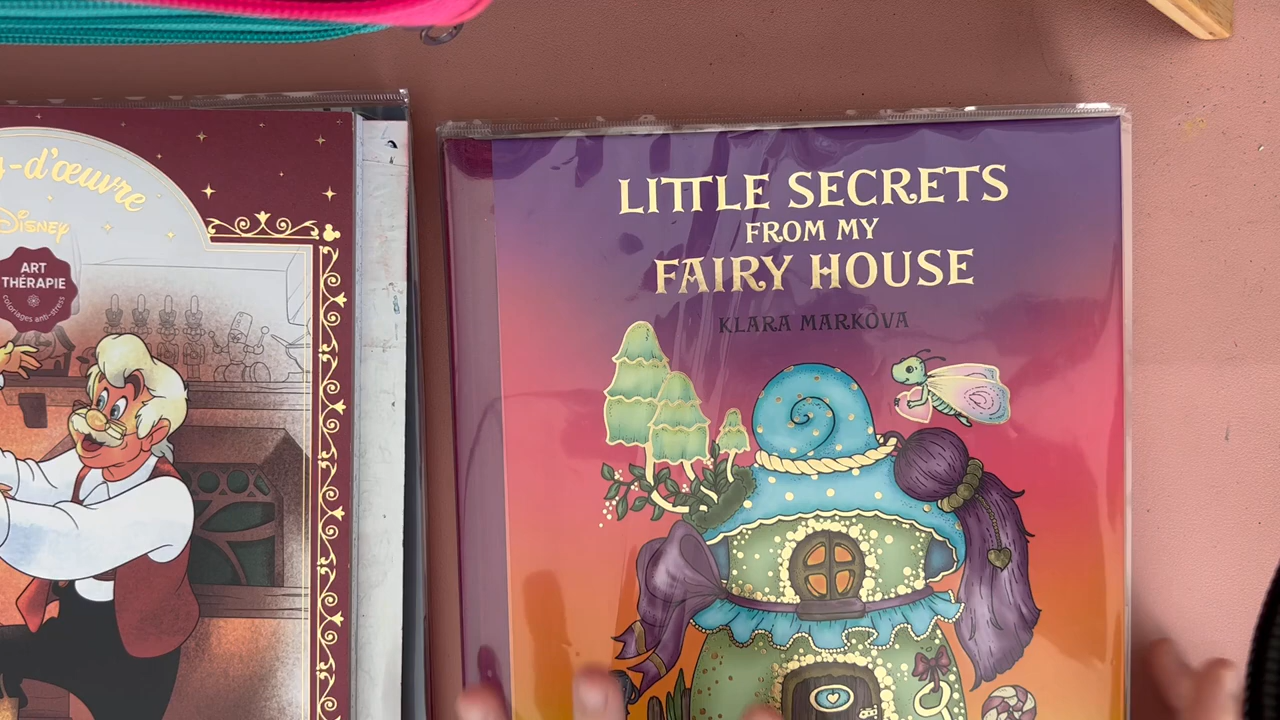 -d'œuvre
Disney
ART
THÉRAPIE
coloriages anti-stress
LITTLE SECRETS
FROM MY
FAIRY HOUSE
KLARA MARKOVA